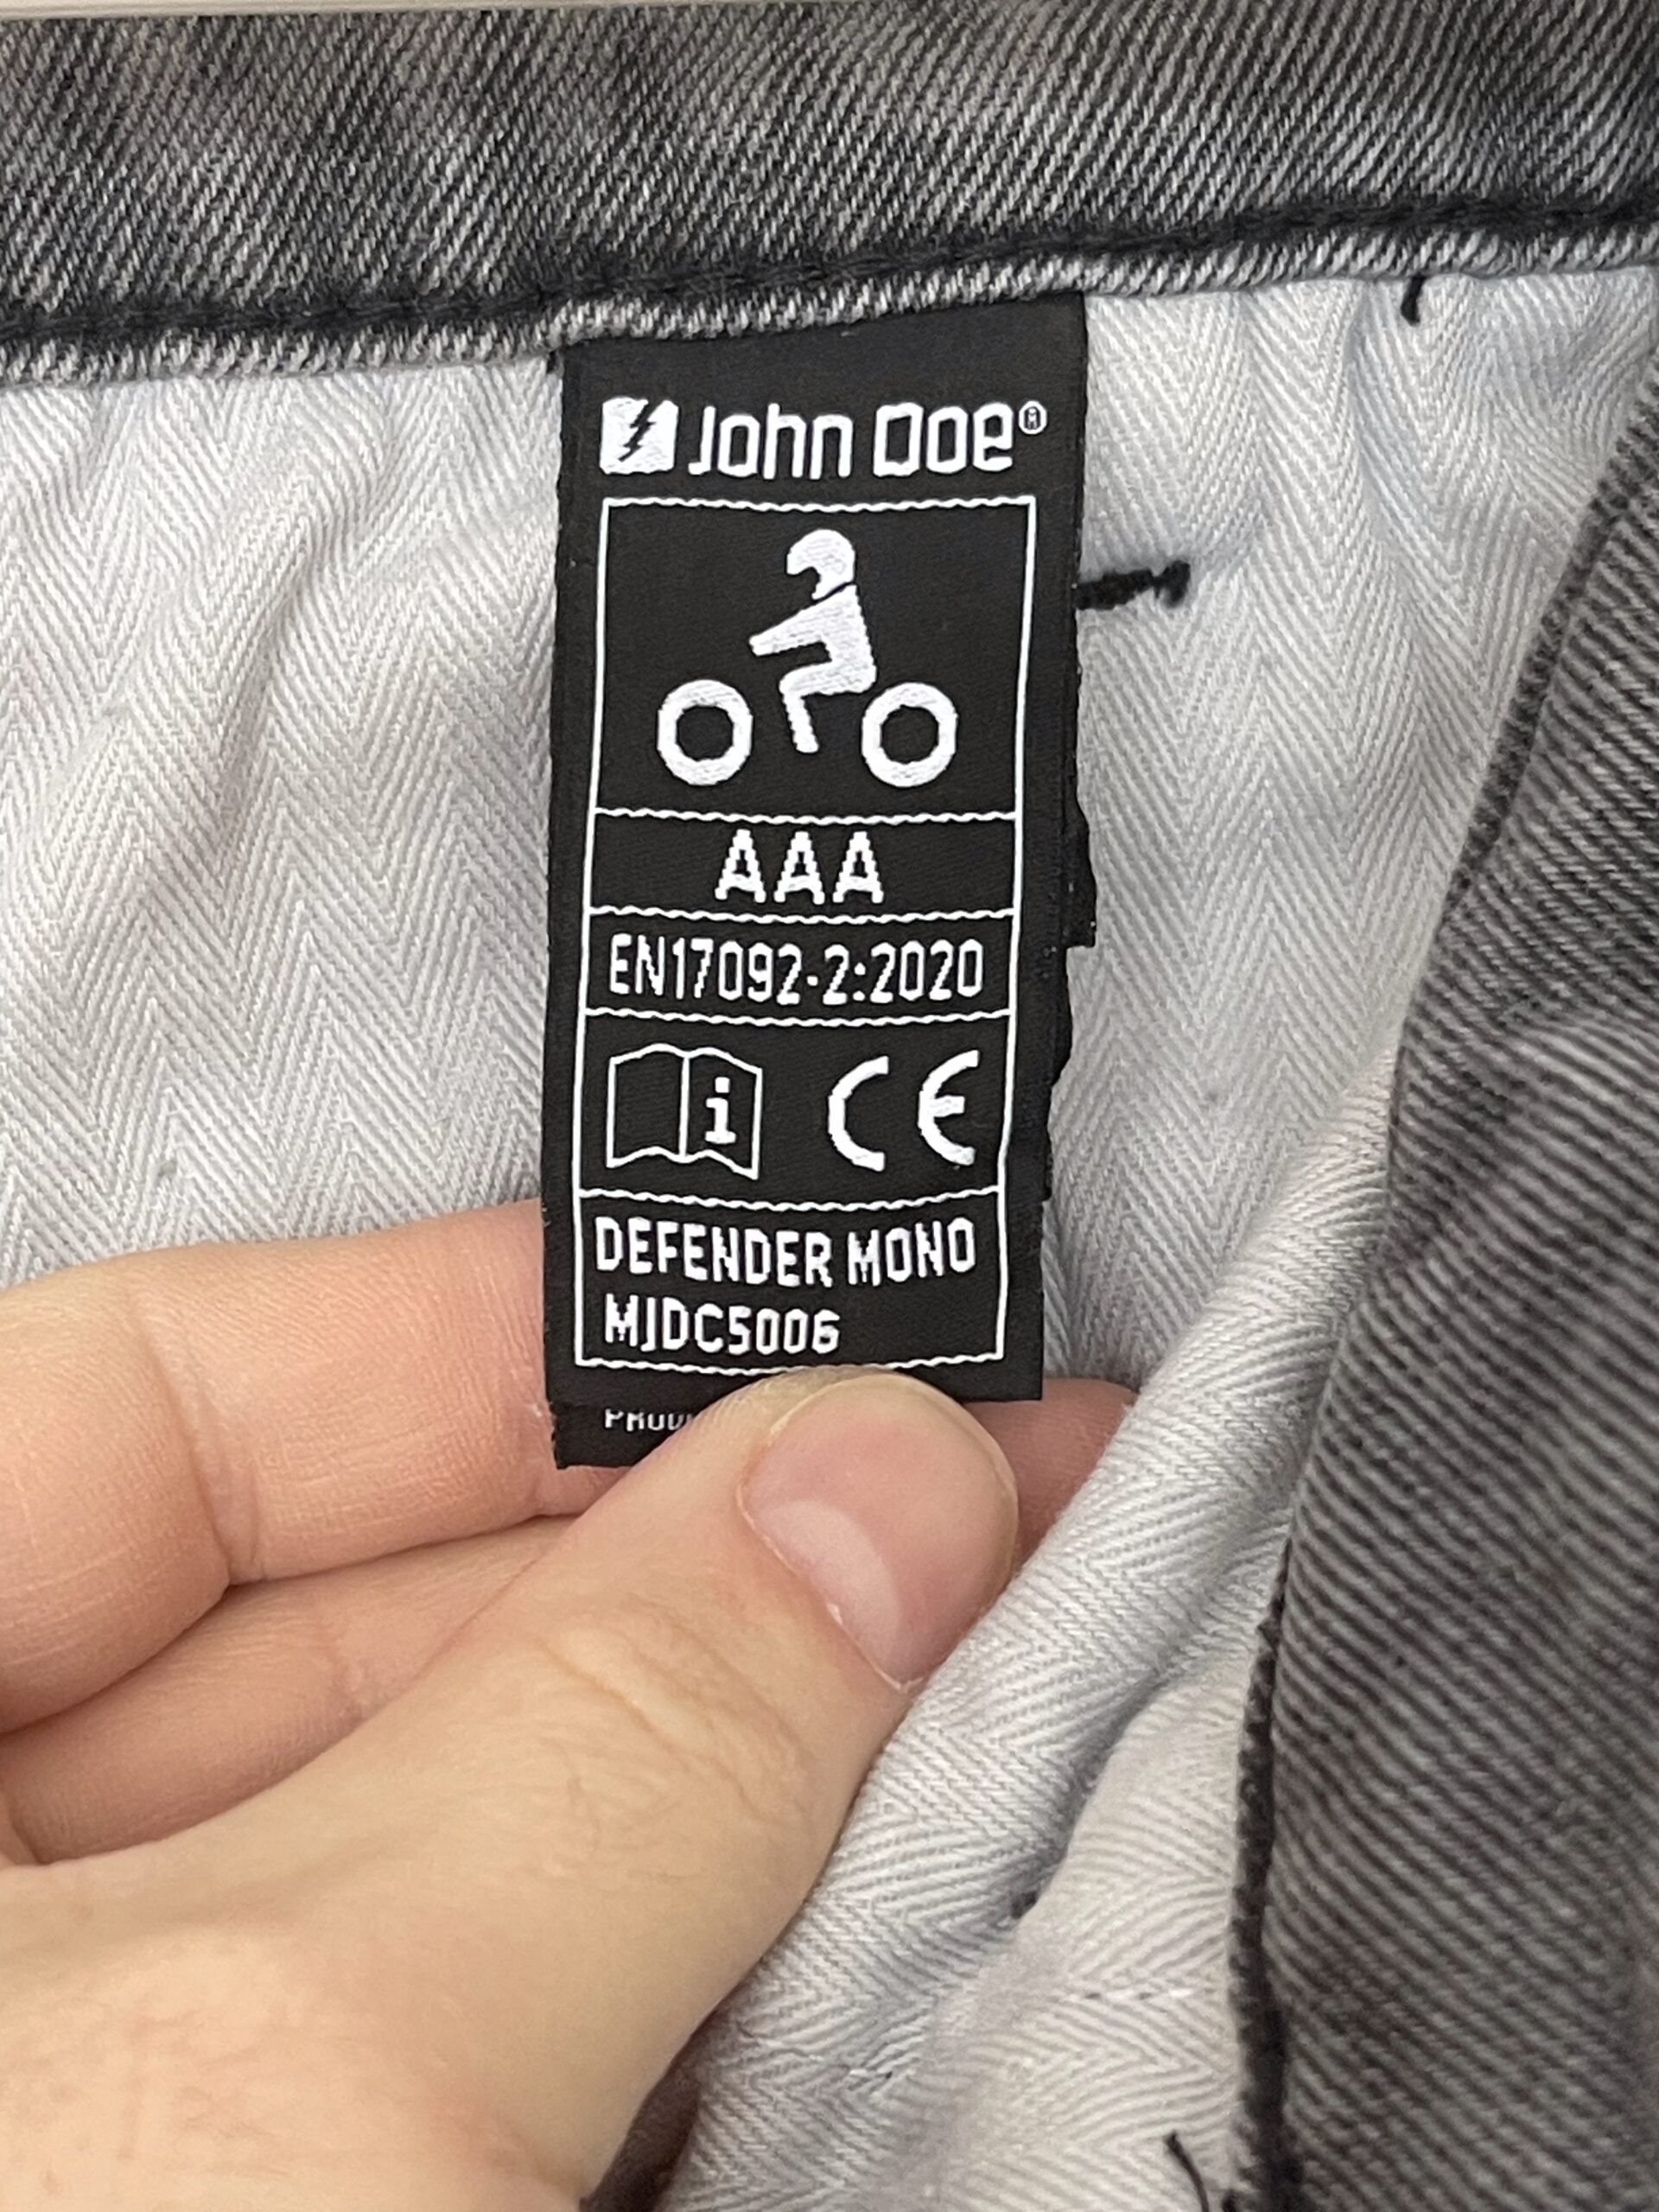 John Doe®
AAA
EN17092-2:2020
i CE
DEFENDER MONO
MJDC5006